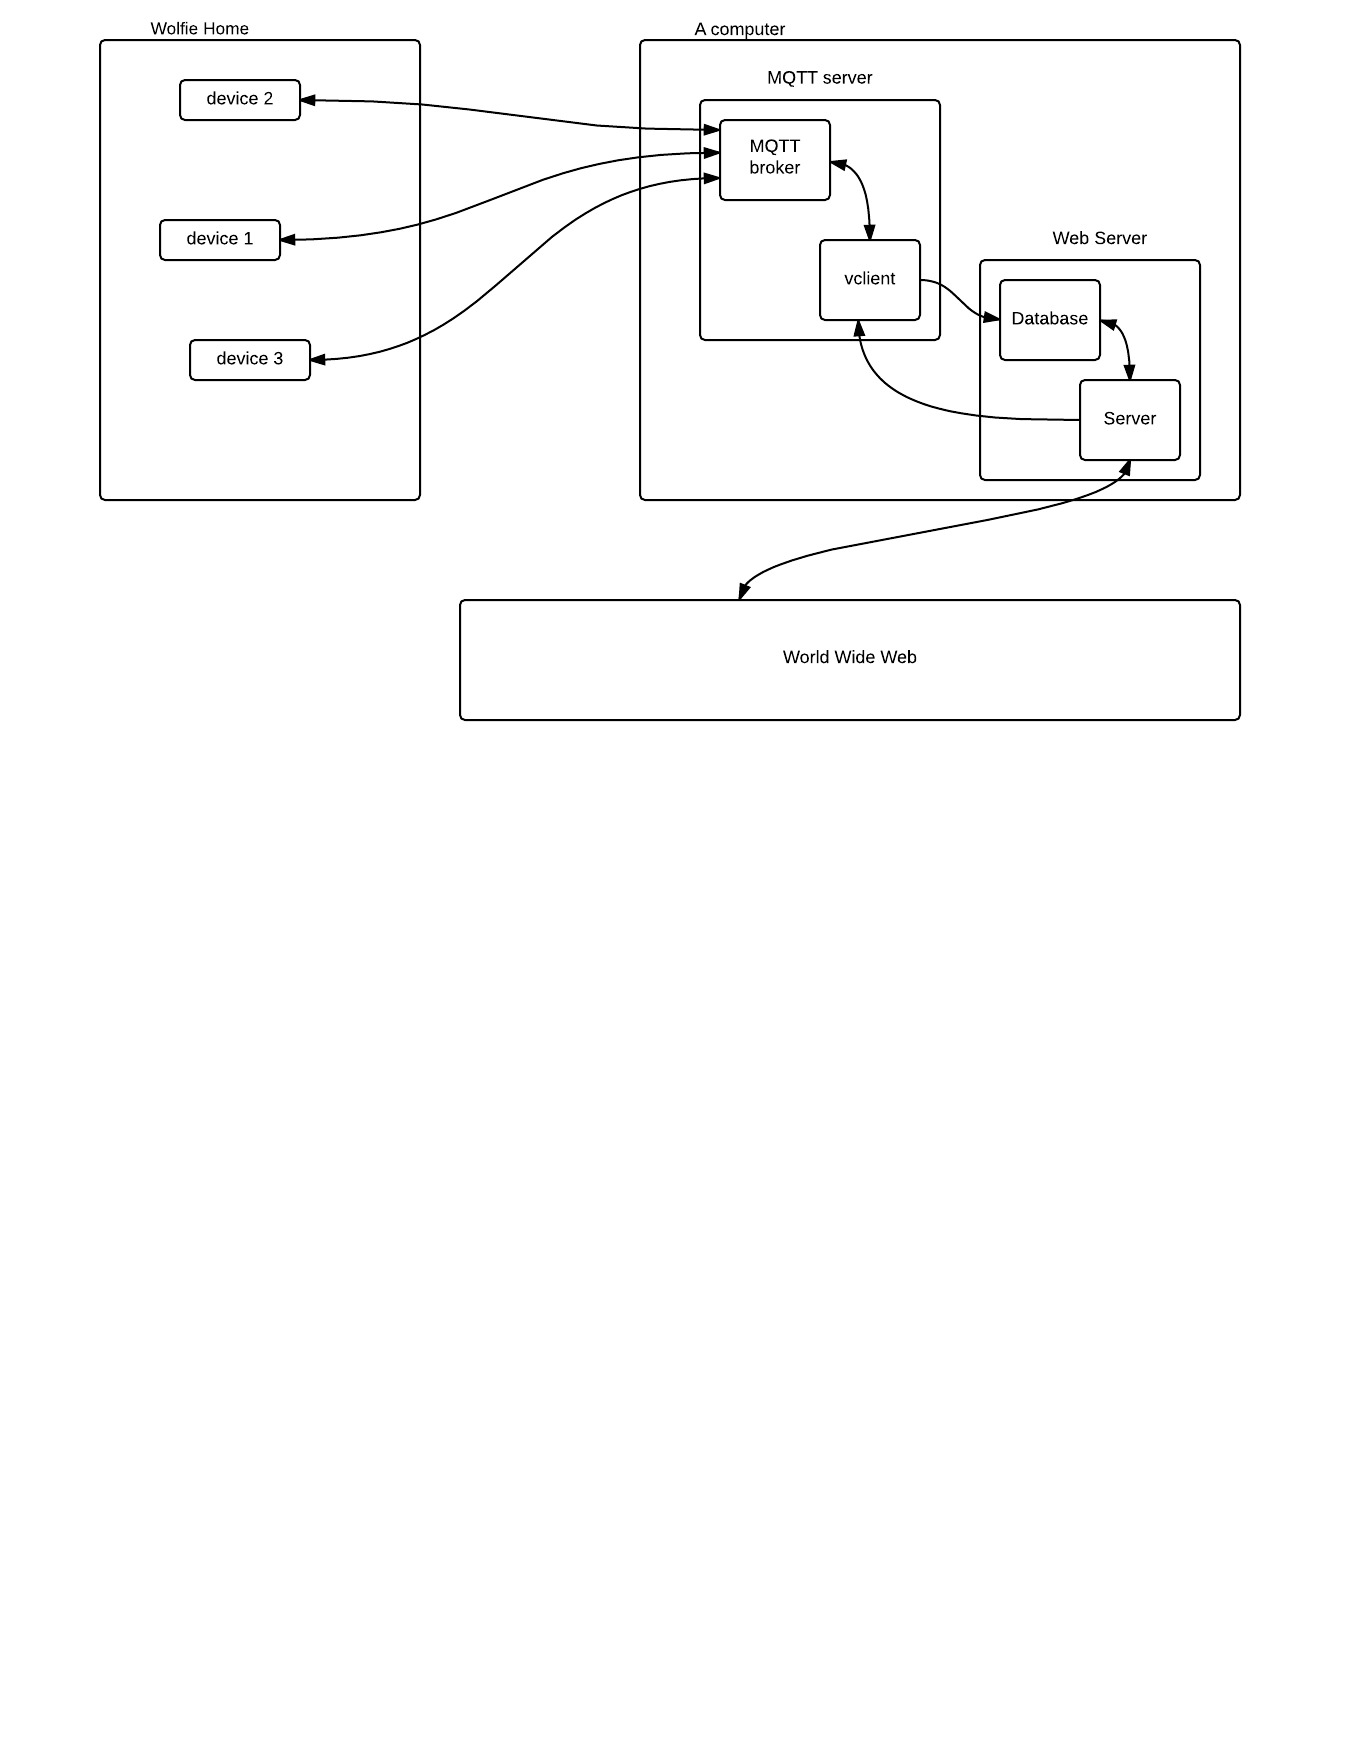 Wolfie Home
device 2
device 1
device 3
A computer
MQTT server
MQTT
broker
vclient
Web Server
Database
Server
World Wide Web